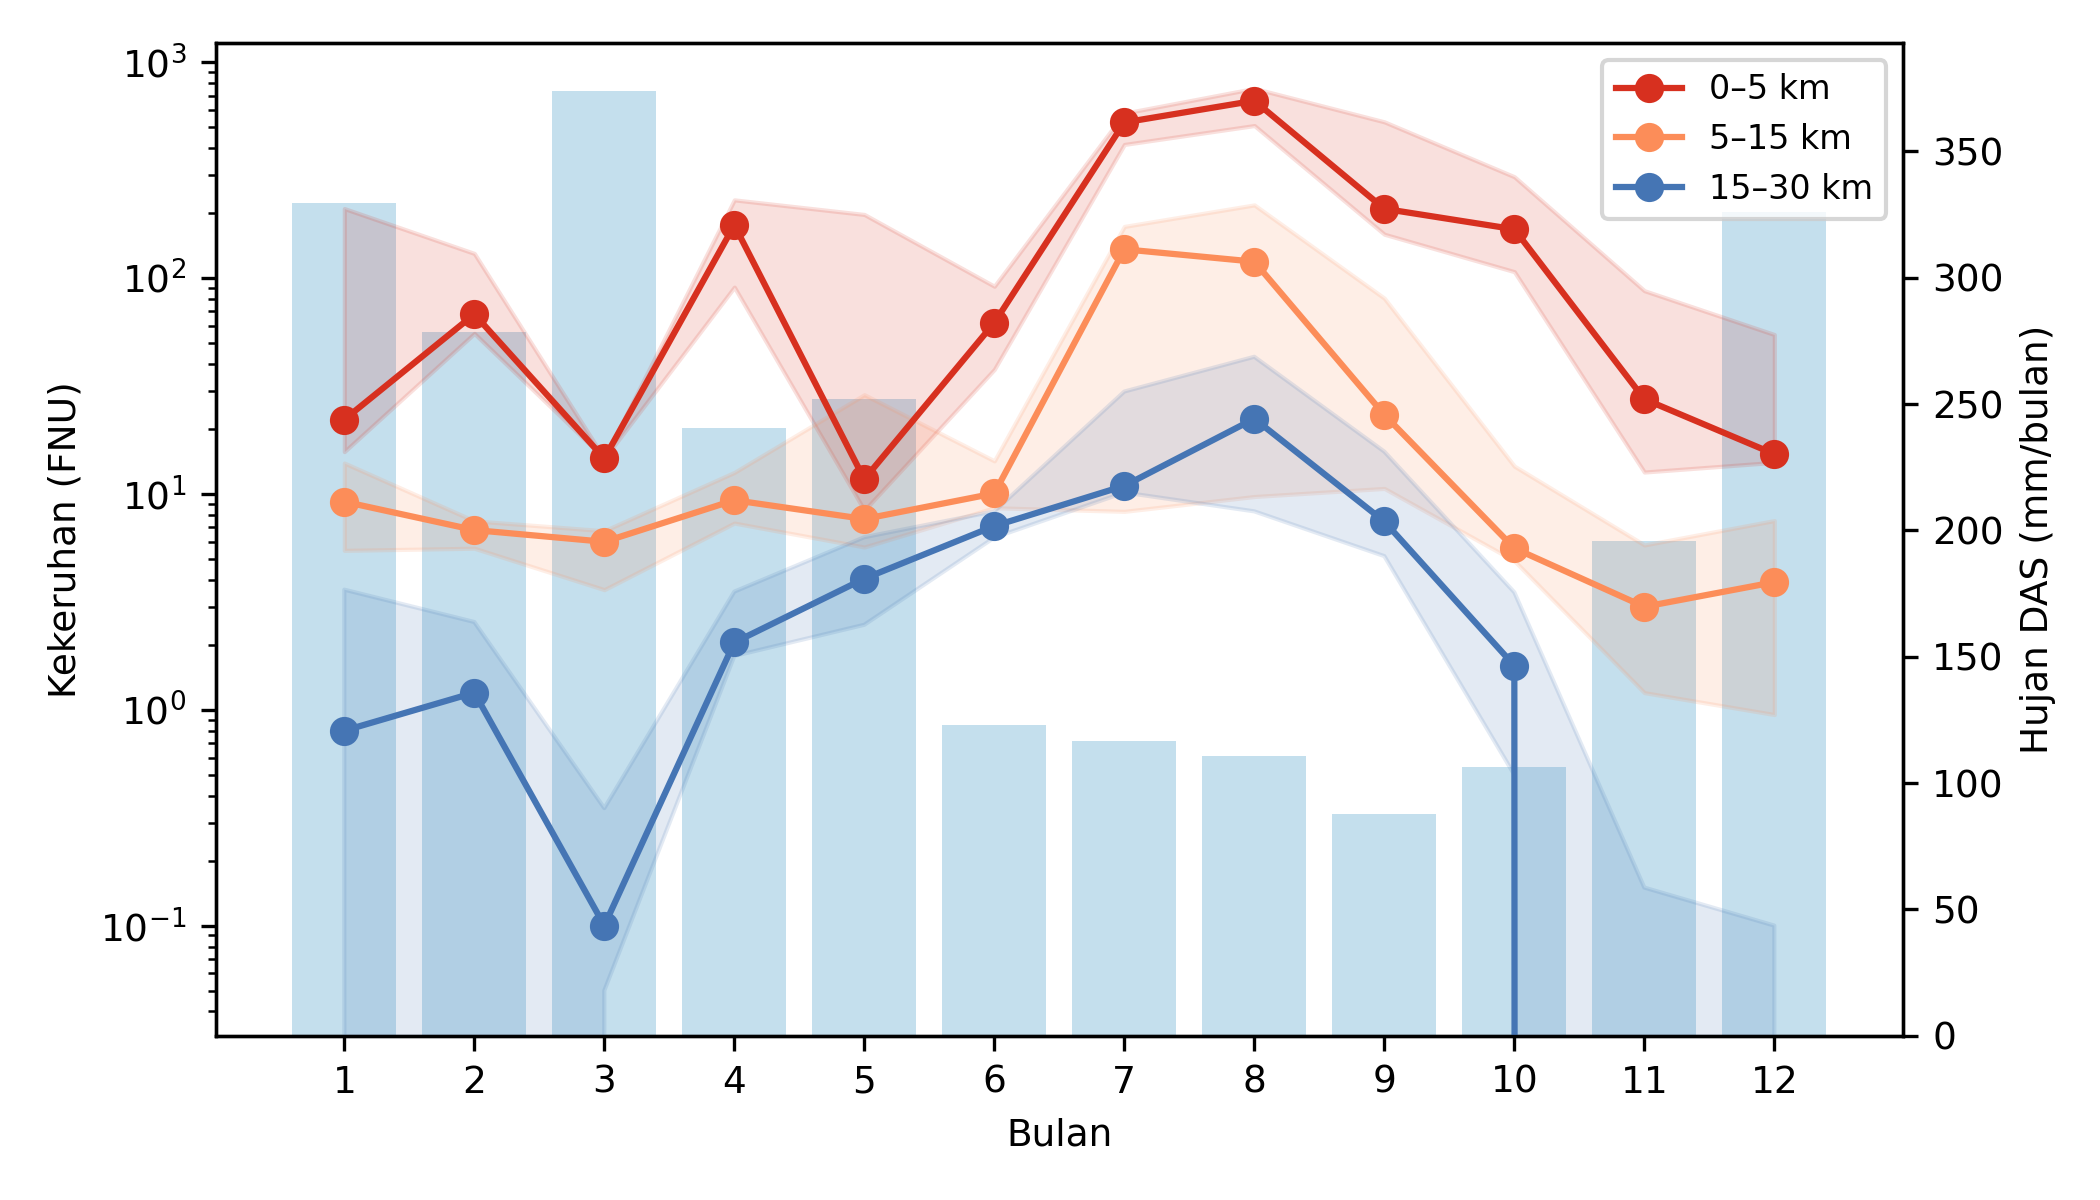 Kekeruhan (FNU)
10³
10²
10¹
10⁰
10⁻¹
0–5 km
5–15 km
15–30 km
350
300
250
200
150
100
50
0
Hujan DAS (mm/bulan)
1 2 3 4 5 6 7 8 9 10 11 12
Bulan